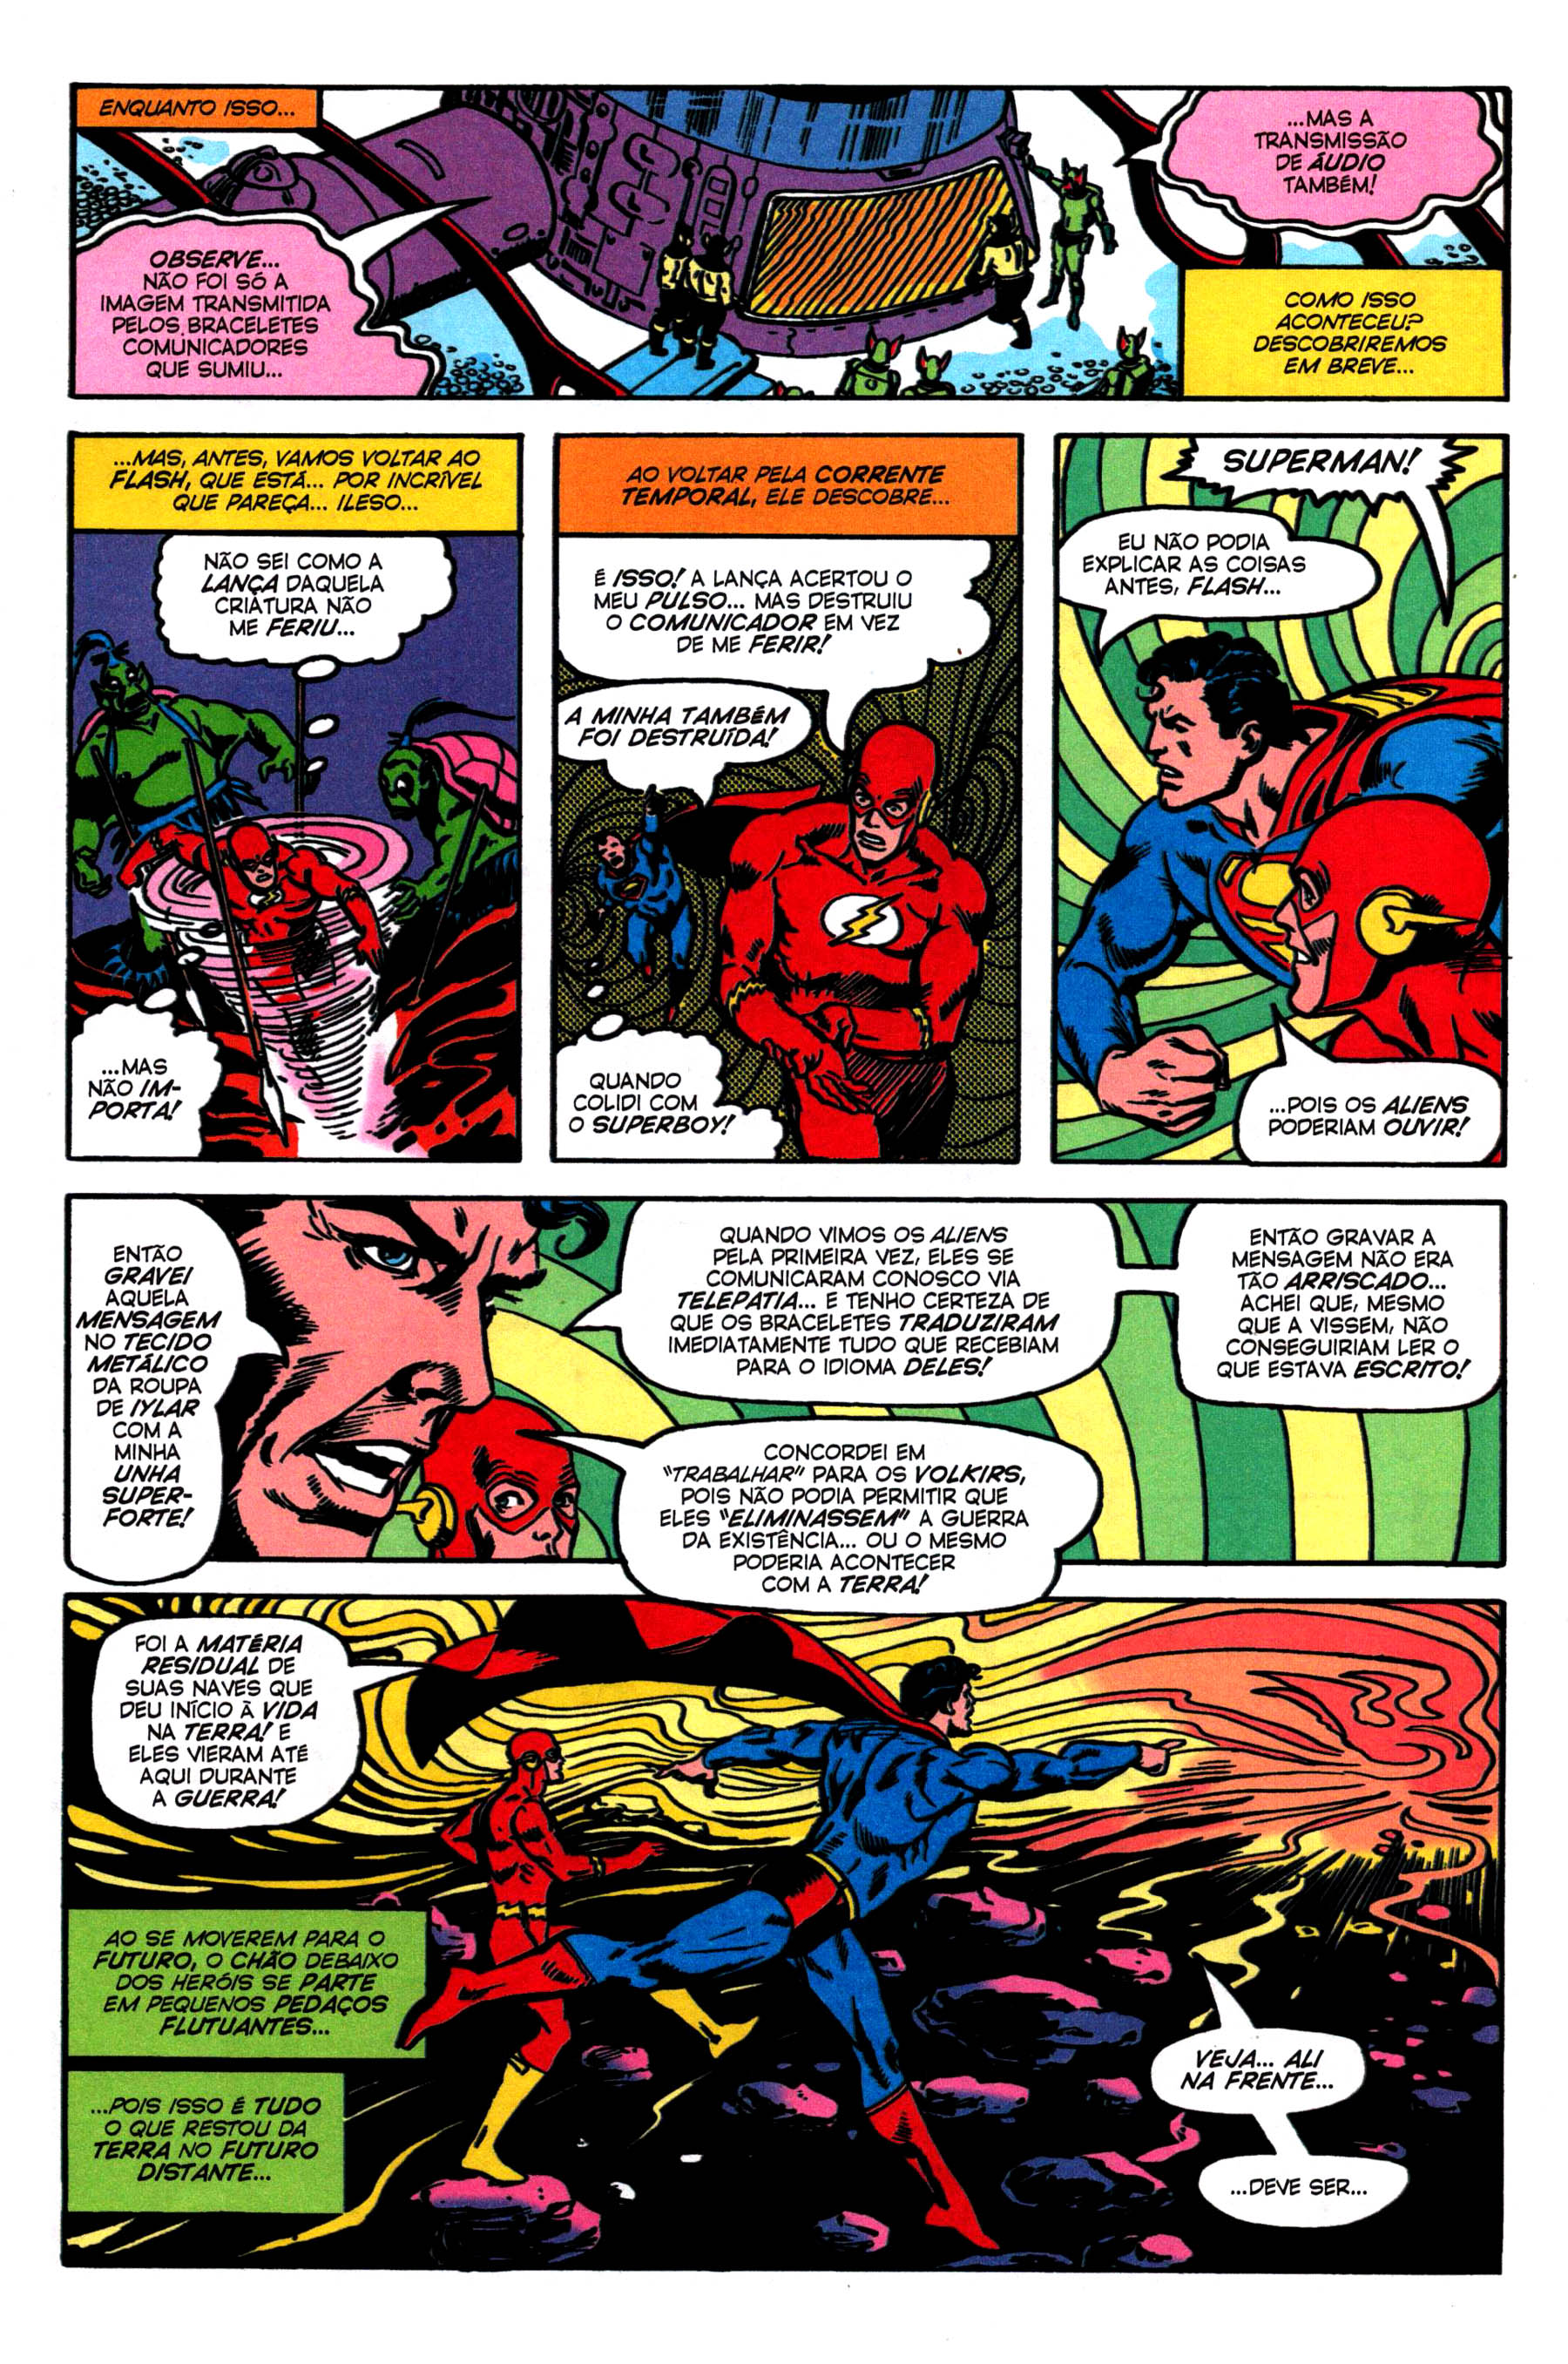 ENQUANTO ISSO...
OBSERVE...
NÃO FOI SÓ A
IMAGEM TRANSMITIDA
PELOS BRACELETES
COMUNICADORES
QUE SUMIU...
...MAS A
TRANSMISSÃO
DE ÁUDIO
TAMBÉM!
COMO ISSO
ACONTECEU?
DESCOBRIREMOS
EM BREVE...
...MAS, ANTES, VAMOS VOLTAR AO
FLASH, QUE ESTÁ... POR INCRÍVEL
QUE PAREÇA... ILESO...
NÃO SEI COMO A
LANÇA DAQUELA
CRIATURA NÃO
ME FERIU...
...MAS
NÃO IM-
PORTA!
AO VOLTAR PELA CORRENTE
TEMPORAL, ELE DESCOBRE...
É ISSO! A LANÇA ACERTOU O
MEU PULSO... MAS DESTRUIU
O COMUNICADOR EM VEZ
DE ME FERIR!
A MINHA TAMBÉM
FOI DESTRUÍDA!
QUANDO
COLIDI COM
O SUPERBOY!
SUPERMAN!
EU NÃO PODIA
EXPLICAR AS COISAS
ANTES, FLASH...
...POIS OS ALIENS
PODERIAM OUVIR!
ENTÃO
GRAVEI
AQUELA
MENSAGEM
NO TECIDO
METÁLICO
DA ROUPA
DE IYLAR
COM A
MINHA
UNHA
SUPER-
FORTE!
QUANDO VIMOS OS ALIENS
PELA PRIMEIRA VEZ, ELES SE
COMUNICARAM CONOSCO VIA
TELEPATIA... E TENHO CERTEZA DE
QUE OS BRACELETES TRADUZIRAM
IMEDIATAMENTE TUDO QUE RECEBIAM
PARA O IDIOMA DELES!
ENTÃO GRAVAR A
MENSAGEM NÃO ERA
TÃO ARRISCADO...
ACHEI QUE, MESMO
QUE A VISSEM, NÃO
CONSEGUIRIAM LER O
QUE ESTAVA ESCRITO!
CONCORDEI EM
"TRABALHAR" PARA OS VOLKIRS,
POIS NÃO PODIA PERMITIR QUE
ELES "ELIMINASSEM" A GUERRA
DA EXISTÊNCIA... OU O MESMO
PODERIA ACONTECER
COM A TERRA!
FOI A MATÉRIA
RESIDUAL DE
SUAS NAVES QUE
DEU INÍCIO À VIDA
NA TERRA! E
ELES VIERAM ATÉ
AQUI DURANTE
A GUERRA!
AO SE MOVEREM PARA O
FUTURO, O CHÃO DEBAIXO
DOS HERÓIS SE PARTE
EM PEQUENOS PEDAÇOS
FLUTUANTES...
...POIS ISSO É TUDO
O QUE RESTOU DA
TERRA NO FUTURO
DISTANTE...
VEJA... ALI
NA FRENTE...
...DEVE SER...